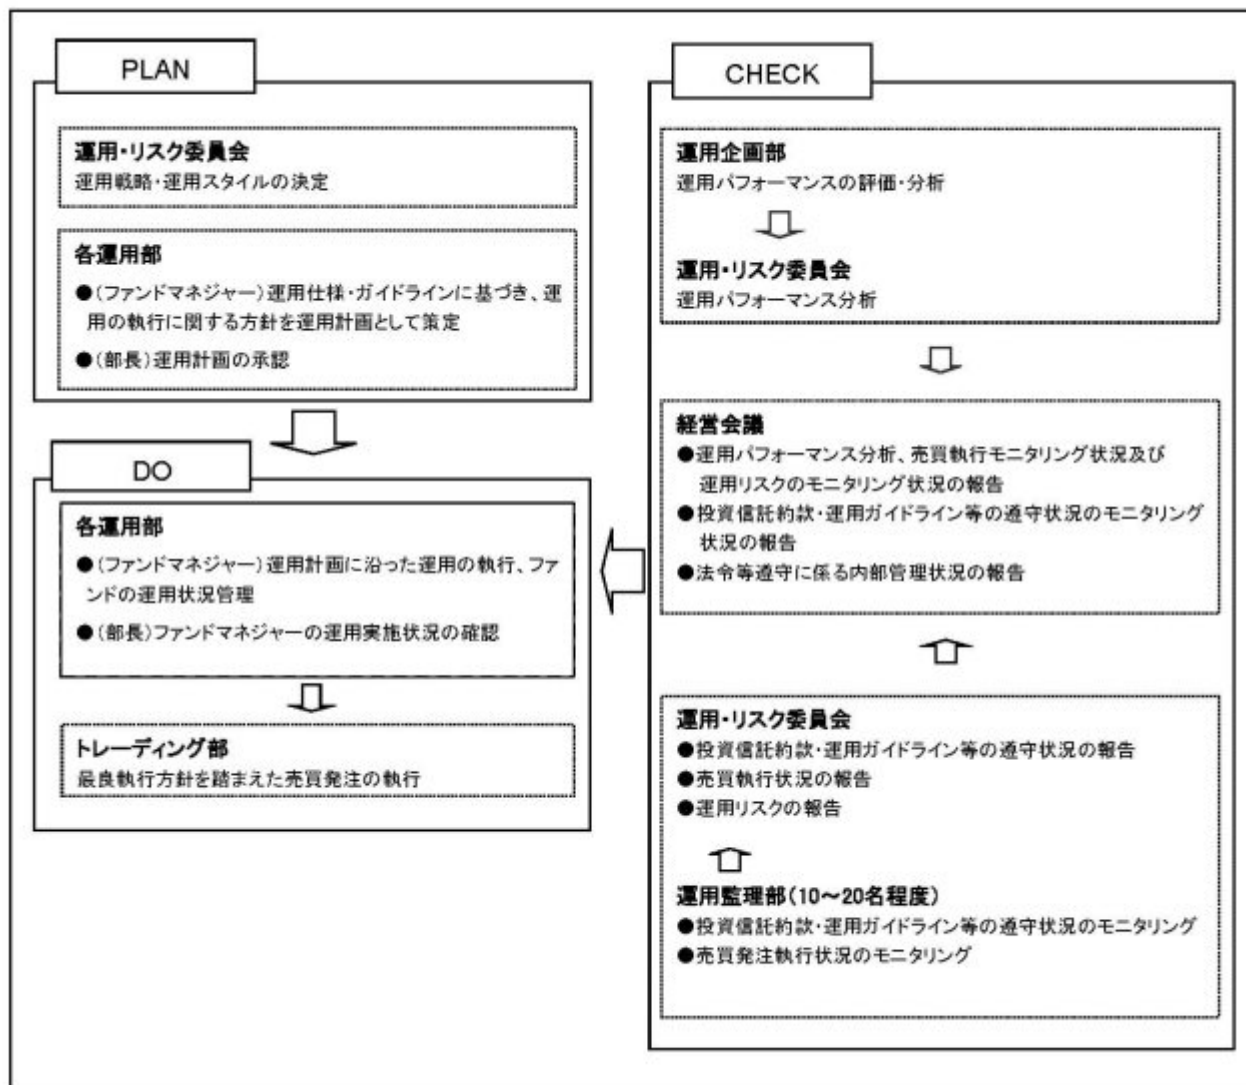 PLAN
運用・リスク委員会
運用戦略・運用スタイルの決定
各運用部
●(ファンドマネジャー)運用仕様・ガイドラインに基づき、運
用の執行に関する方針を運用計画として策定
●(部長)運用計画の承認
DO
各運用部
●(ファンドマネジャー)運用計画に沿った運用の執行、ファ
ンドの運用状況管理
●(部長)ファンドマネジャーの運用実施状況の確認
トレーディング部
最良執行方針を踏まえた売買発注の執行
CHECK
運用企画部
運用パフォーマンスの評価・分析
運用・リスク委員会
運用パフォーマンス分析
経営会議
●運用パフォーマンス分析、売買執行モニタリング状況及び
運用リスクのモニタリング状況の報告
●投資信託約款・運用ガイドライン等の遵守状況のモニタリング
状況の報告
●法令等遵守に係る内部管理状況の報告
運用・リスク委員会
●投資信託約款・運用ガイドライン等の遵守状況の報告
●売買執行状況の報告
●運用リスクの報告
運用監理部(10～20名程度)
●投資信託約款・運用ガイドライン等の遵守状況のモニタリング
●売買発注執行状況のモニタリング